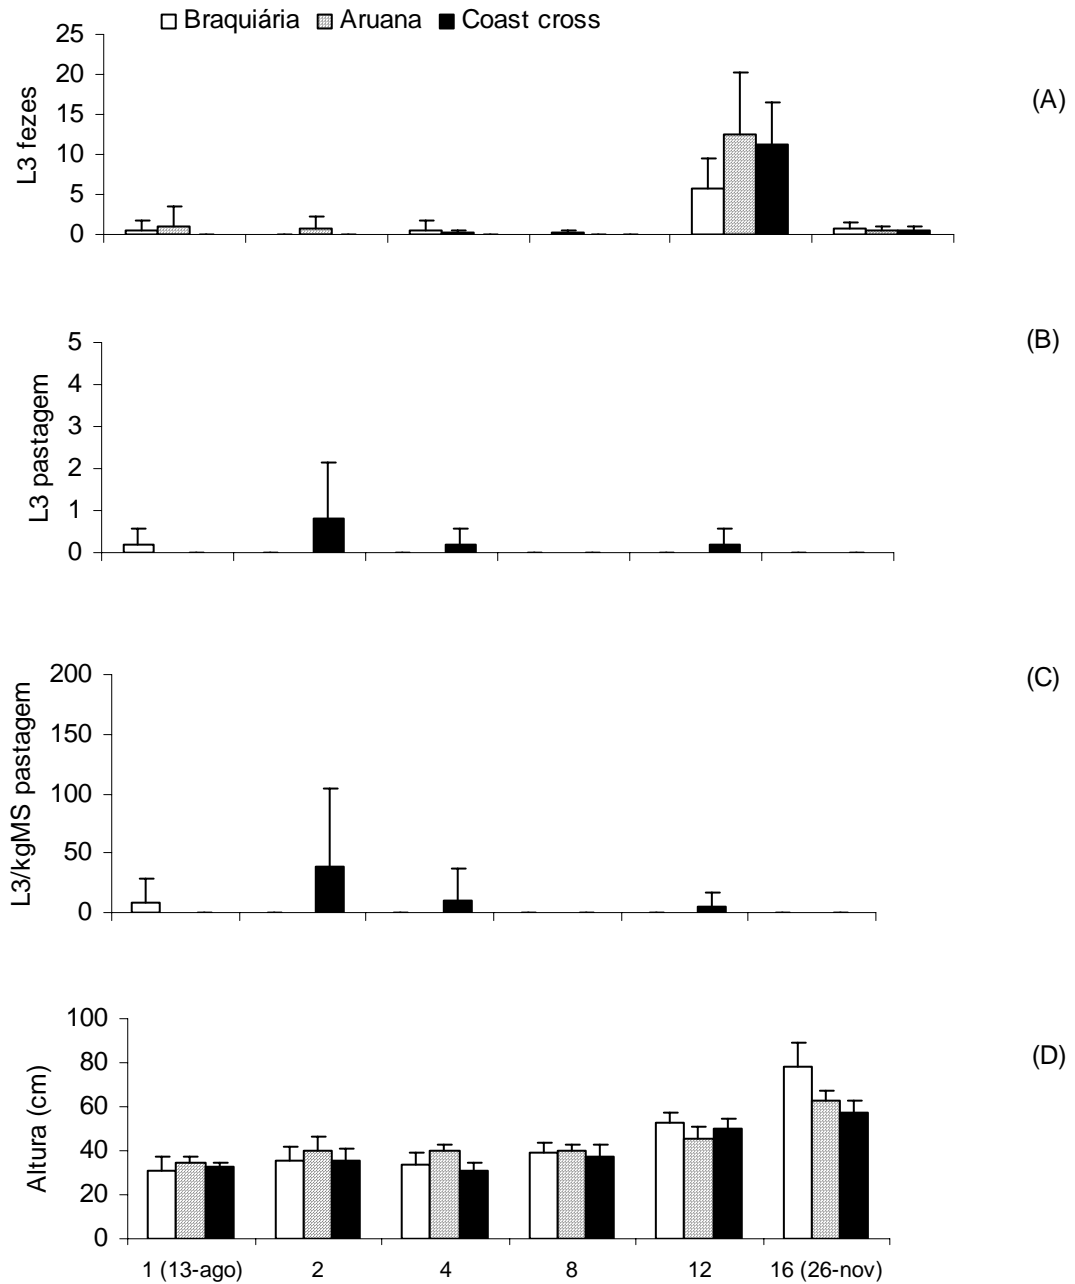 Braquiária Aruana Coast cross
25
20
15
10
5
0
L3 fezes
(A)
5
4
3
2
1
0
L3 pastagem
(B)
200
150
100
50
0
L3/kgMS pastagem
(C)
100
80
60
40
20
0
Altura (cm)
(D)
1 (13-ago) 2 4 8 12 16 (26-nov)